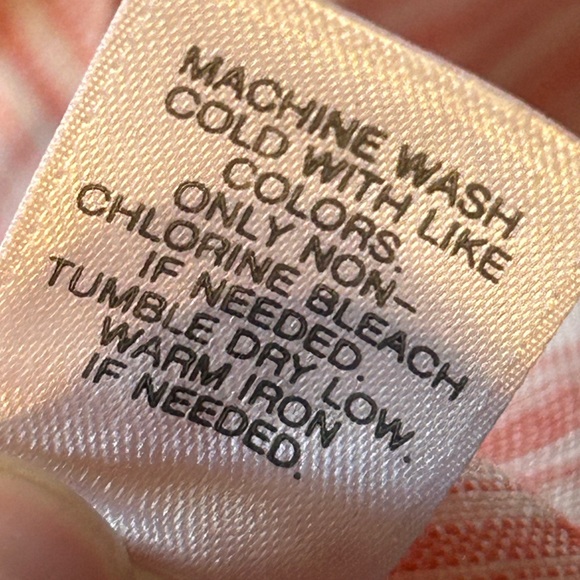 MACHINE WASH
COLD WITH LIKE
COLORS.
ONLY NON-
CHLORINE BLEACH
IF NEEDED.
TUMBLE DRY LOW.
WARM IRON
IF NEEDED.